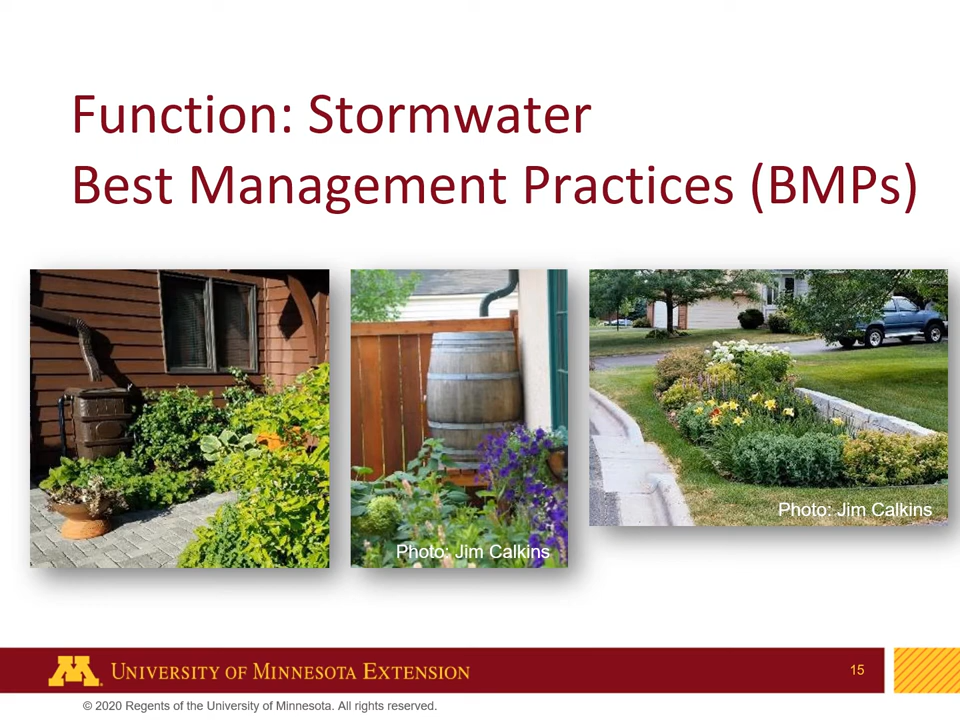 Function: Stormwater
Best Management Practices (BMPs)
Photo: Jim Calkins
Photo: Jim Calkins
UNIVERSITY OF MINNESOTA EXTENSION
15
© 2020 Regents of the University of Minnesota. All rights reserved.